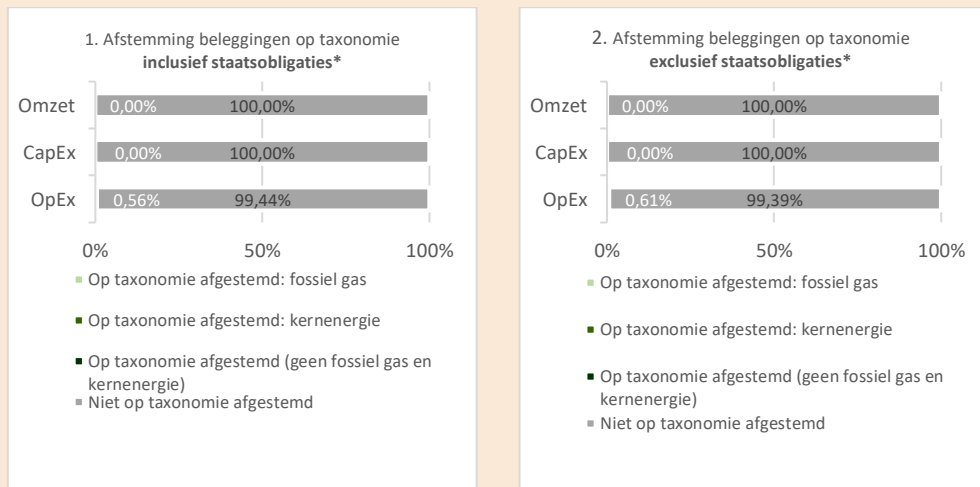 1. Afstemming beleggingen op taxonomie
inclusief staatsobligaties*
Omzet 0,00% 100,00%
CapEx 0,00% 100,00%
OpEx 0,56% 99,44%
0% 50% 100%
Op taxonomie afgestemd: fossiel gas
Op taxonomie afgestemd: kernenergie
Op taxonomie afgestemd (geen fossiel gas en
kernenergie)
Niet op taxonomie afgestemd
2. Afstemming beleggingen op taxonomie
exclusief staatsobligaties*
Omzet 0,00% 100,00%
CapEx 0,00% 100,00%
OpEx 0,61% 99,39%
0% 50% 100%
Op taxonomie afgestemd: fossiel gas
Op taxonomie afgestemd: kernenergie
Op taxonomie afgestemd (geen fossiel gas en
kernenergie)
Niet op taxonomie afgestemd